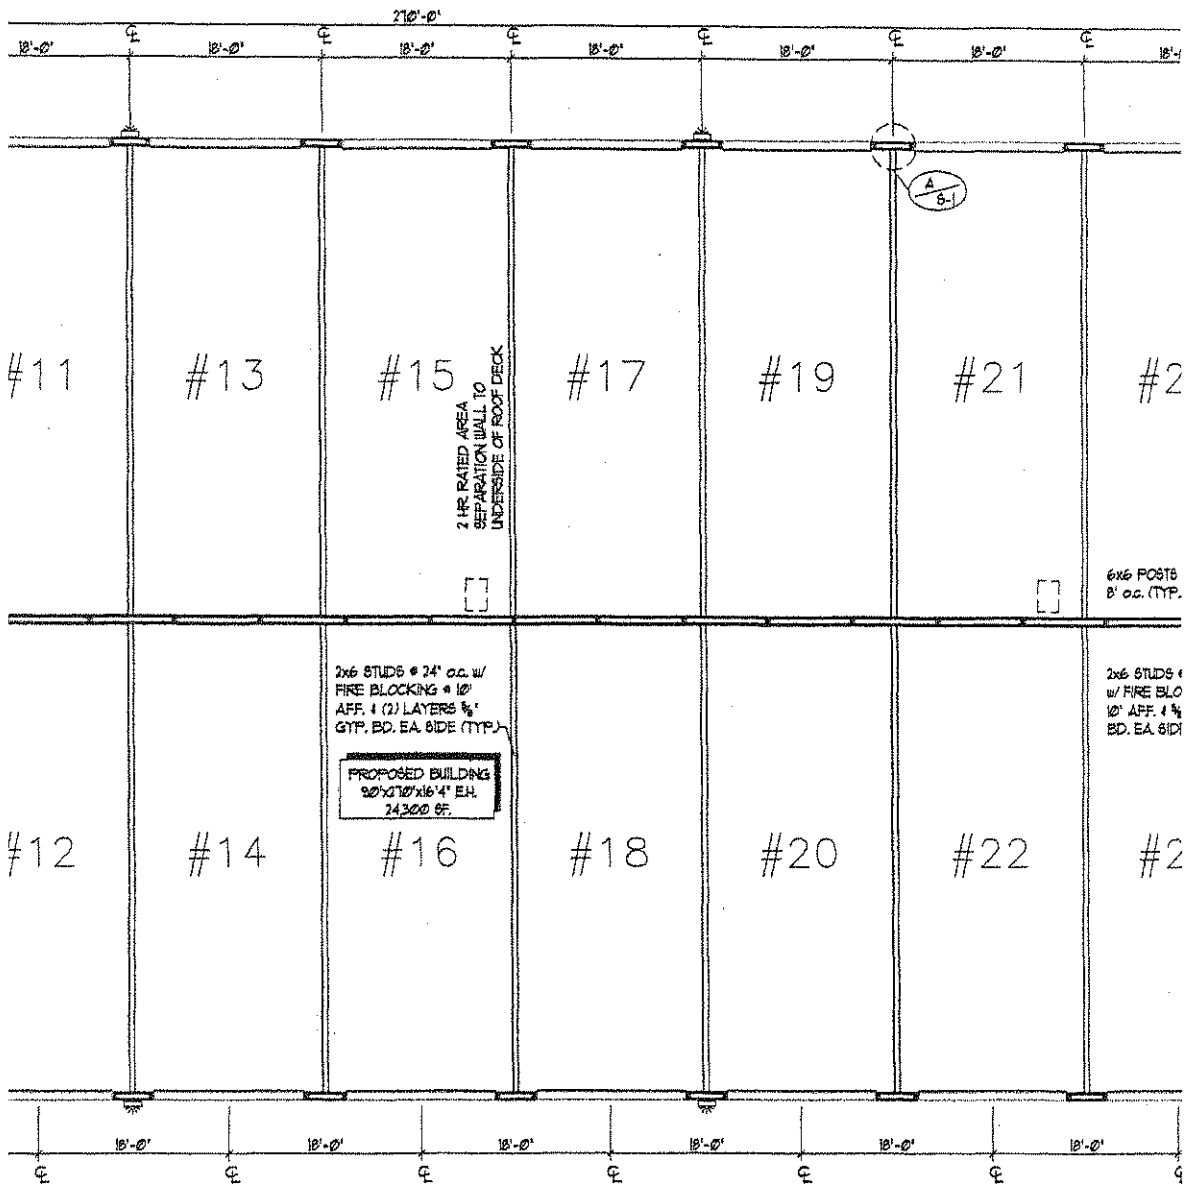 270'-0"
18'-0" 18'-0" 18'-0" 18'-0" 18'-0" 18'-0"
A
S-1
#11 #13 #15 #17 #19 #21
2 HR. RATED AREA
SEPARATION WALL TO
UNDERSIDE OF ROOF DECK
6x6 POSTS
8' o.c. (TYP.
2x6 STUDS @ 24" o.c. w/
FIRE BLOCKING @ 10'
AFF. & (2) LAYERS 5/8"
GYP. BD. EA. SIDE (TYP.)
2x6 STUDS
w/ FIRE BLO
10' AFF. &
BD. EA. SIDE
PROPOSED BUILDING
90'x270'x16'4" E.H.
24,300 SF.
#12 #14 #16 #18 #20 #22
18'-0" 18'-0" 18'-0" 18'-0" 18'-0" 18'-0"